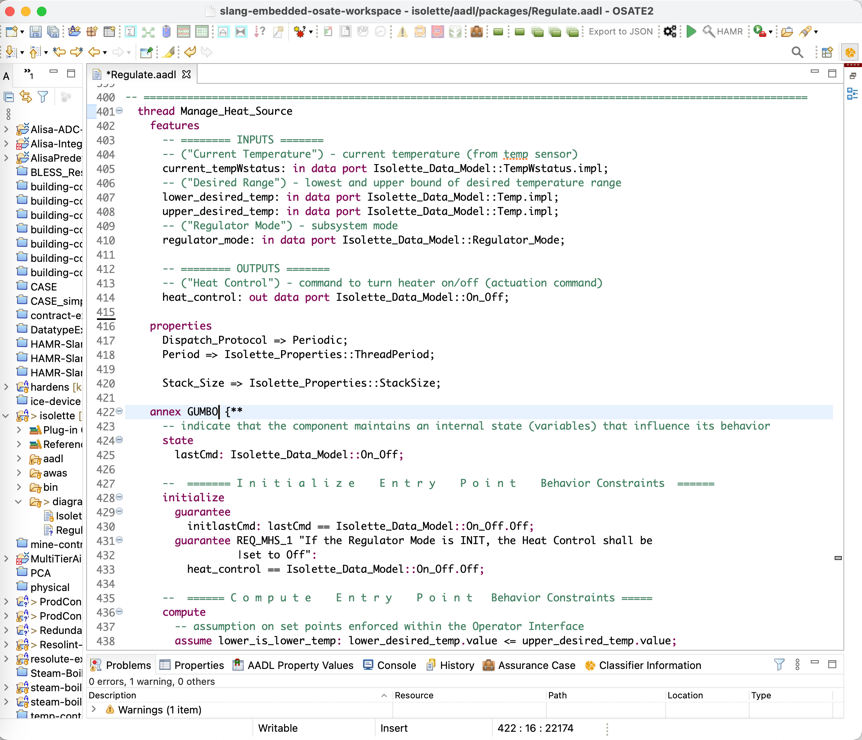 slang-embedded-osate-workspace - isolette/aadl/packages/Regulate.aadl - OSATE2
Export to JSON
HAMR
A
»1
*Regulate.aadl
Alisa-ADC-
Alisa-Integ
AlisaPrede
BLESS_Res
building-co
building-co
building-co
building-co
building-co
building-co
building-co
CASE
CASE_simp
contract-ex
DatatypeEx
HAMR-Slan
HAMR-Slan
HAMR-Slan
hardens [k
ice-device
> isolette [
Plug-in
Referenc
aadl
awas
bin
> diagra
Isolet
Regul
mine-contr
MultiTierAi
PCA
physical
> ProdCon
> ProdCon
> Redunda
> Resolint-
resolute-ex
Steam-Boil
steam-boil
steam-boil
temp-cont
399
400 -- ==========================================================================================
401 thread Manage_Heat_Source
402 features
403 -- ======== INPUTS =======
404 -- ("Current Temperature") - current temperature (from temp sensor)
405 current_tempWstatus: in data port Isolette_Data_Model::TempWstatus.impl;
406 -- ("Desired Range") - lowest and upper bound of desired temperature range
407 lower_desired_temp: in data port Isolette_Data_Model::Temp.impl;
408 upper_desired_temp: in data port Isolette_Data_Model::Temp.impl;
409 -- ("Regulator Mode") - subsystem mode
410 regulator_mode: in data port Isolette_Data_Model::Regulator_Mode;
411
412 -- ======== OUTPUTS =======
413 -- ("Heat Control") - command to turn heater on/off (actuation command)
414 heat_control: out data port Isolette_Data_Model::On_Off;
415
416 properties
417 Dispatch_Protocol => Periodic;
418 Period => Isolette_Properties::ThreadPeriod;
419
420 Stack_Size => Isolette_Properties::StackSize;
421
422 annex GUMBO {**
423 -- indicate that the component maintains an internal state (variables) that influence its behavior
424 state
425 lastCmd: Isolette_Data_Model::On_Off;
426
427 -- ======= I n i t i a l i z e E n t r y P o i n t Behavior Constraints ======
428 initialize
429 guarantee
430 initlastCmd: lastCmd == Isolette_Data_Model::On_Off.Off;
431 guarantee REQ_MHS_1 "If the Regulator Mode is INIT, the Heat Control shall be
432 |set to Off":
433 heat_control == Isolette_Data_Model::On_Off.Off;
434
435 -- ====== C o m p u t e E n t r y P o i n t Behavior Constraints =====
436 compute
437 -- assumption on set points enforced within the Operator Interface
438 assume lower_is_lower_temp: lower_desired_temp.value <= upper_desired_temp.value;
Problems
Properties
AADL Property Values
Console
History
Assurance Case
Classifier Information
0 errors, 1 warning, 0 others
Description Resource Path Location Type
Warnings (1 item)
Writable Insert 422 : 16 : 22174